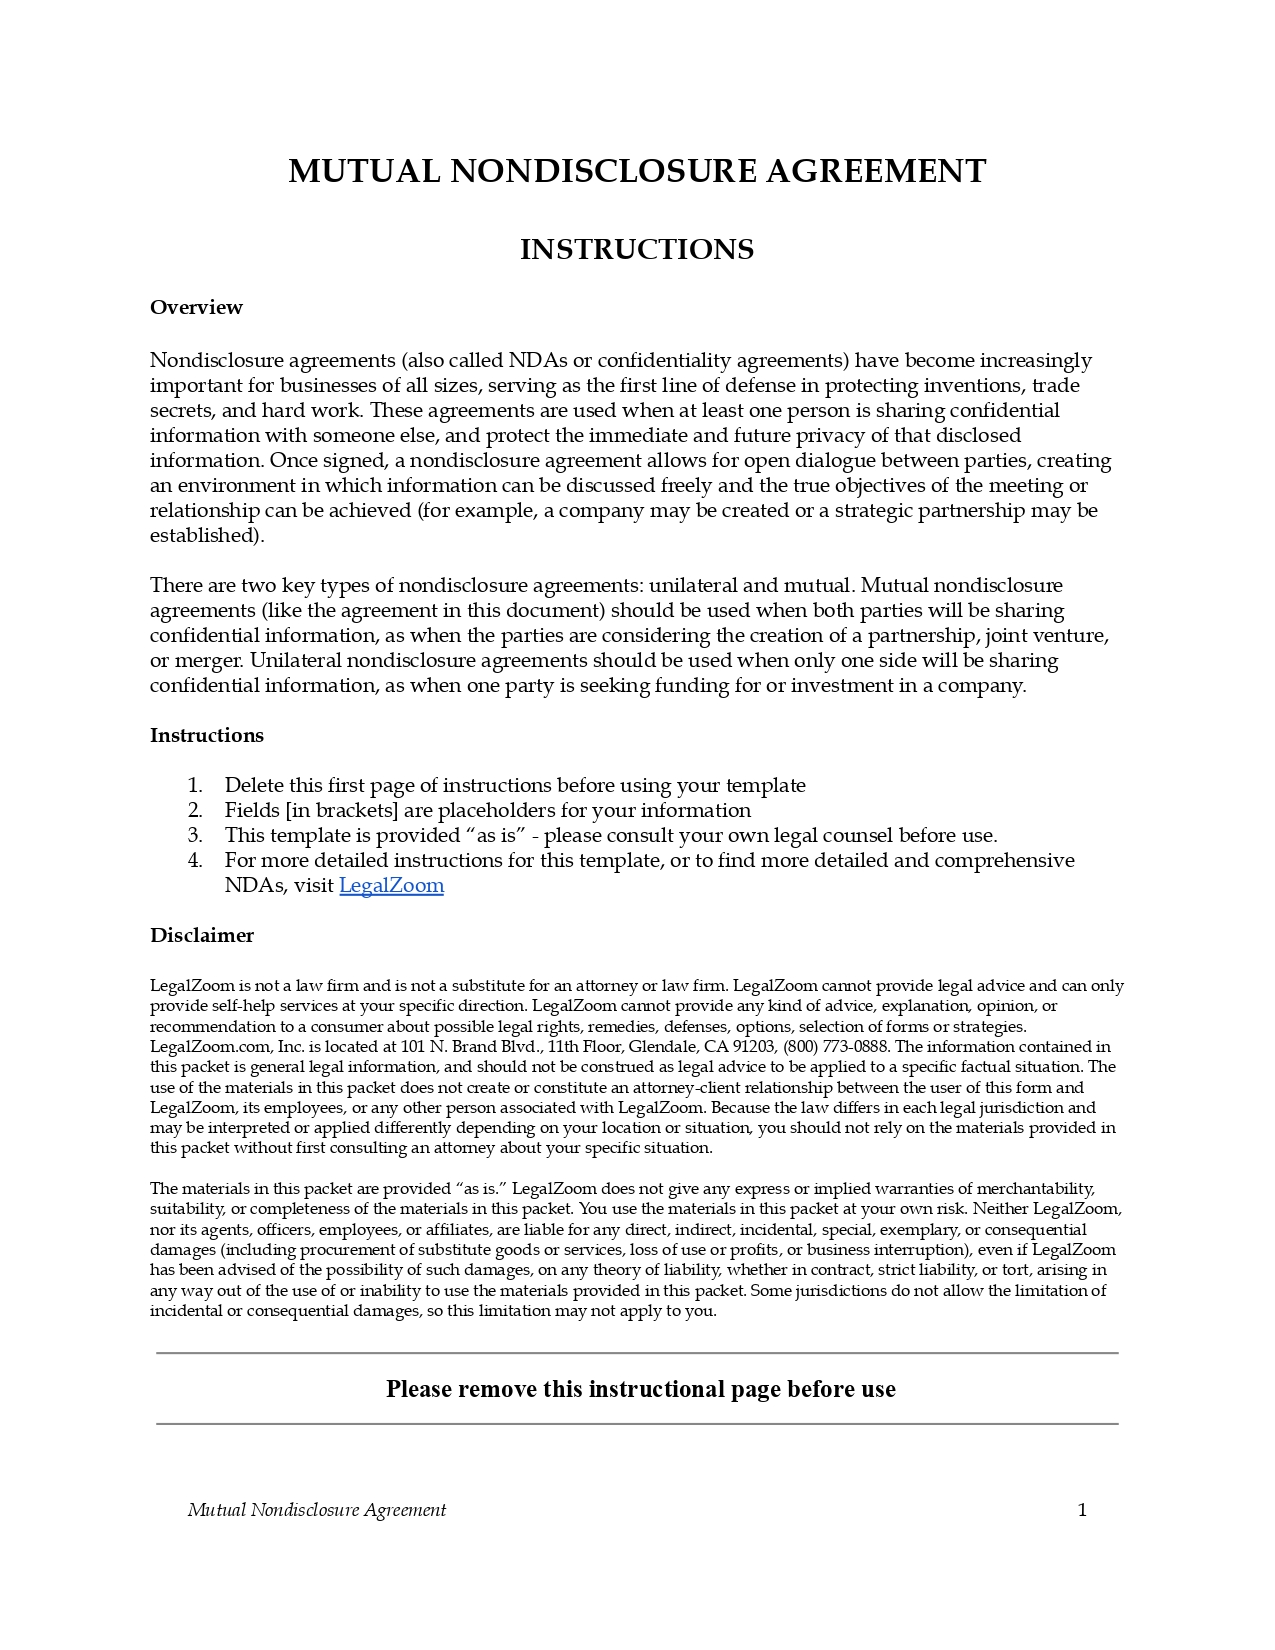 MUTUAL NONDISCLOSURE AGREEMENT
INSTRUCTIONS
Overview
Nondisclosure agreements (also called NDAs or confidentiality agreements) have become increasingly
important for businesses of all sizes, serving as the first line of defense in protecting inventions, trade
secrets, and hard work. These agreements are used when at least one person is sharing confidential
information with someone else, and protect the immediate and future privacy of that disclosed
information. Once signed, a nondisclosure agreement allows for open dialogue between parties, creating
an environment in which information can be discussed freely and the true objectives of the meeting or
relationship can be achieved (for example, a company may be created or a strategic partnership may be
established).
There are two key types of nondisclosure agreements: unilateral and mutual. Mutual nondisclosure
agreements (like the agreement in this document) should be used when both parties will be sharing
confidential information, as when the parties are considering the creation of a partnership, joint venture,
or merger. Unilateral nondisclosure agreements should be used when only one side will be sharing
confidential information, as when one party is seeking funding for or investment in a company.
Instructions
1. Delete this first page of instructions before using your template
2. Fields [in brackets] are placeholders for your information
3. This template is provided “as is” - please consult your own legal counsel before use.
4. For more detailed instructions for this template, or to find more detailed and comprehensive
NDAs, visit LegalZoom
Disclaimer
LegalZoom is not a law firm and is not a substitute for an attorney or law firm. LegalZoom cannot provide legal advice and can only
provide self-help services at your specific direction. LegalZoom cannot provide any kind of advice, explanation, opinion, or
recommendation to a consumer about possible legal rights, remedies, defenses, options, selection of forms or strategies.
LegalZoom.com, Inc. is located at 101 N. Brand Blvd., 11th Floor, Glendale, CA 91203, (800) 773-0888. The information contained in
this packet is general legal information, and should not be construed as legal advice to be applied to a specific factual situation. The
use of the materials in this packet does not create or constitute an attorney-client relationship between the user of this form and
LegalZoom, its employees, or any other person associated with LegalZoom. Because the law differs in each legal jurisdiction and
may be interpreted or applied differently depending on your location or situation, you should not rely on the materials provided in
this packet without first consulting an attorney about your specific situation.
The materials in this packet are provided “as is.” LegalZoom does not give any express or implied warranties of merchantability,
suitability, or completeness of the materials in this packet. You use the materials in this packet at your own risk. Neither LegalZoom,
nor its agents, officers, employees, or affiliates, are liable for any direct, indirect, incidental, special, exemplary, or consequential
damages (including procurement of substitute goods or services, loss of use or profits, or business interruption), even if LegalZoom
has been advised of the possibility of such damages, on any theory of liability, whether in contract, strict liability, or tort, arising in
any way out of the use of or inability to use the materials provided in this packet. Some jurisdictions do not allow the limitation of
incidental or consequential damages, so this limitation may not apply to you.
Please remove this instructional page before use
Mutual Nondisclosure Agreement 1